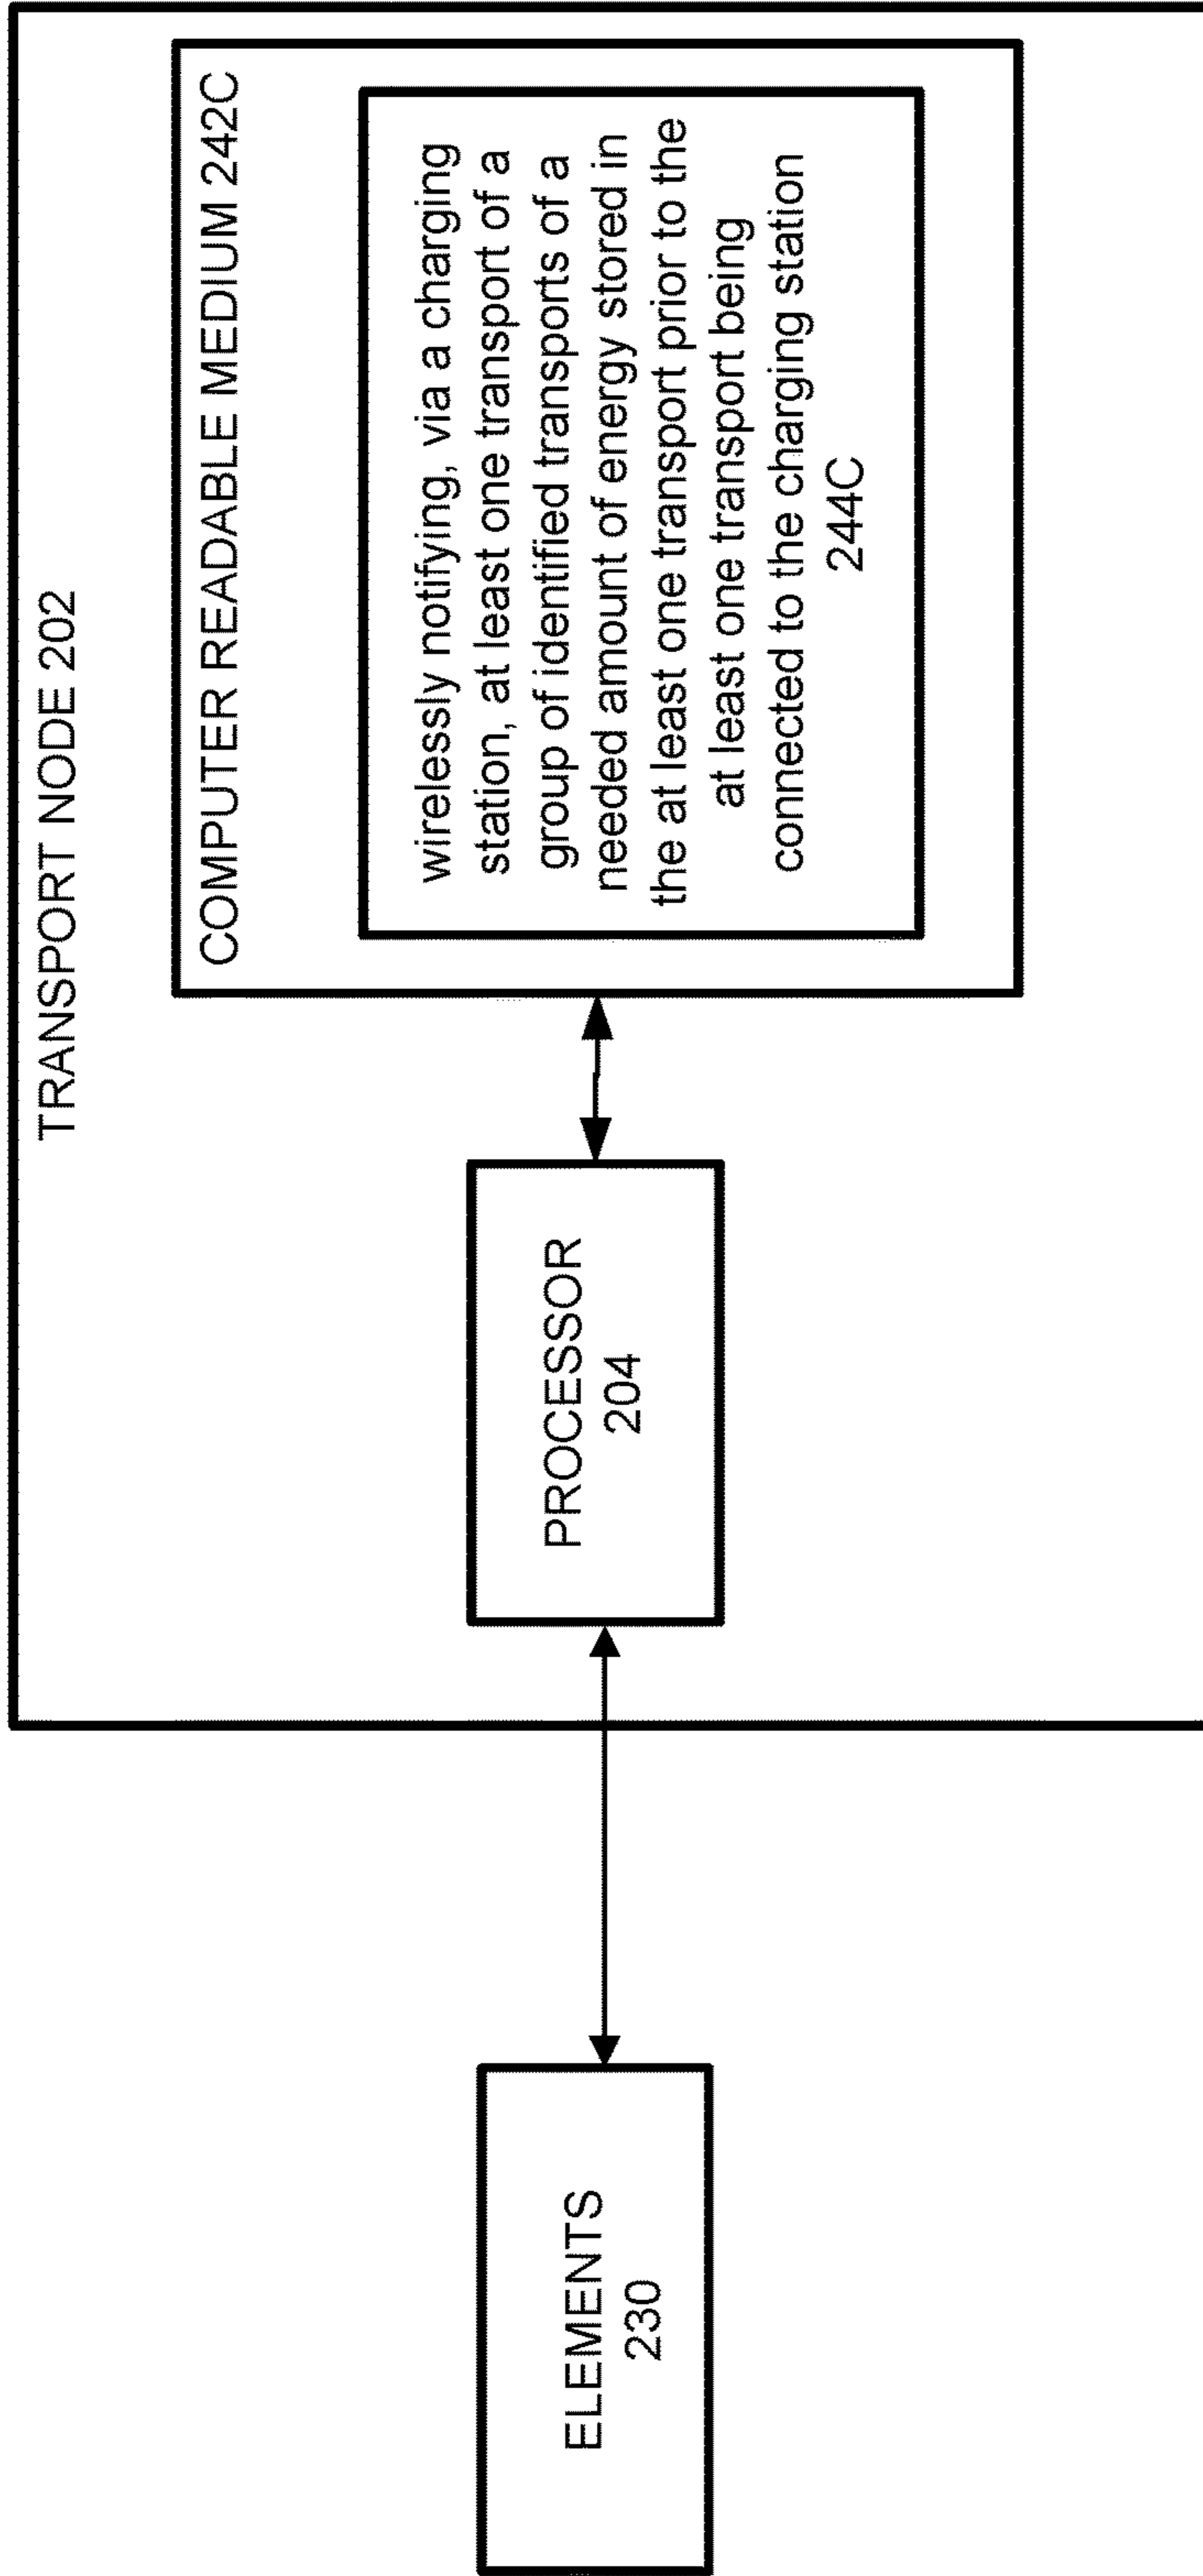 TRANSPORT NODE 202
COMPUTER READABLE MEDIUM 242C
wirelessly notifying, via a charging
station, at least one transport of a
group of identified transports of a
needed amount of energy stored in
the at least one transport prior to the
at least one transport being
connected to the charging station
244C
PROCESSOR
204
ELEMENTS
230